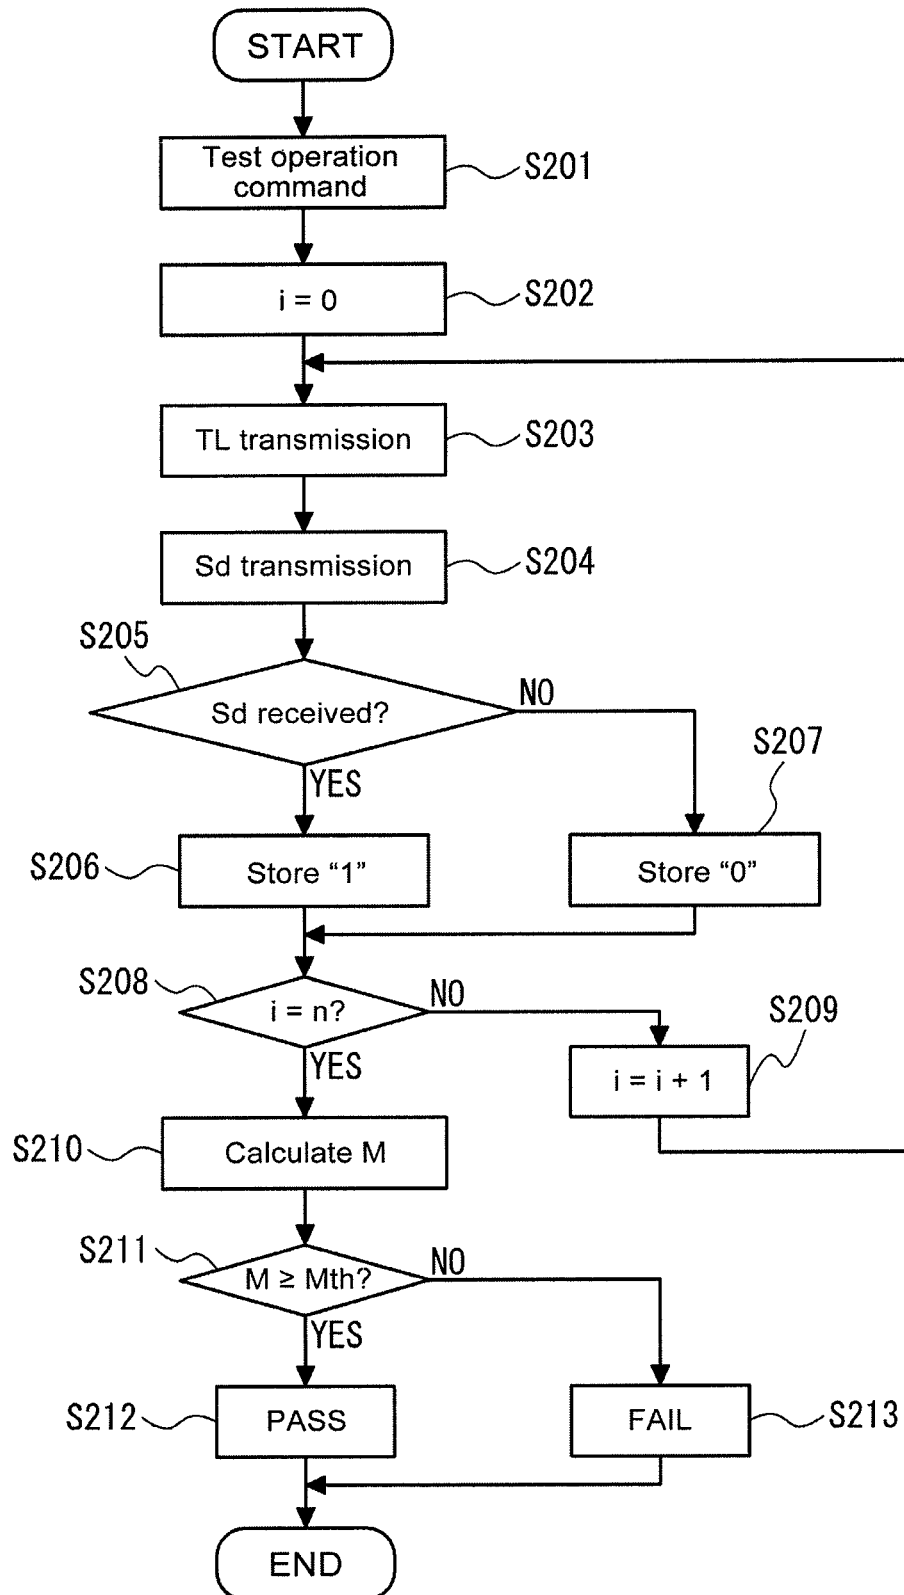 START
Test operation
command
S201
i = 0
S202
TL transmission
S203
Sd transmission
S204
S205
Sd received?
NO
YES
S207
S206
Store “1”
Store “0”
S208
i = n?
NO
YES
S209
i = i + 1
S210
Calculate M
S211
M ≥ Mth?
NO
YES
S212
PASS
FAIL
S213
END